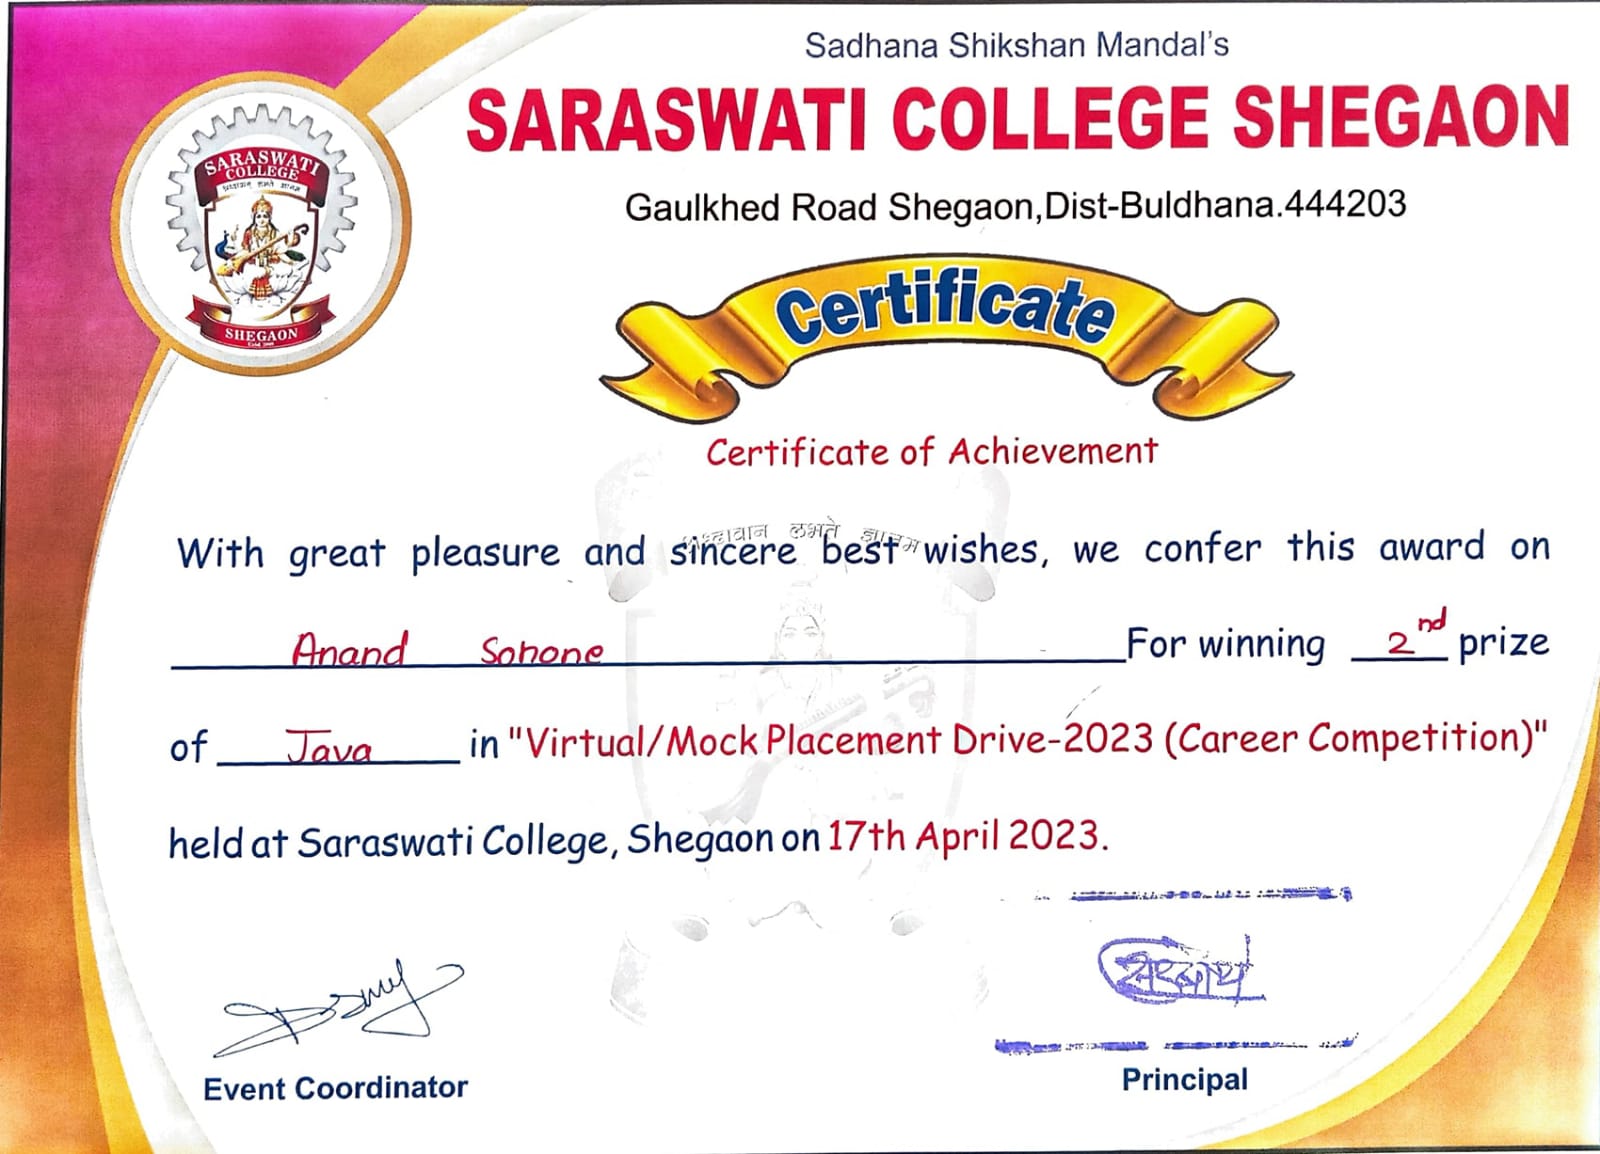 Sadhana Shikshan Mandal's
SARASWATI COLLEGE SHEGAON
Gaulkhed Road Shegaon,Dist-Buldhana.444203
SARASWATI
COLLEGE
SHEGAON
Certificate
Certificate of Achievement
लभते
With great pleasure and sincere best wishes, we confer this award on
Anand Sohone For winning 2nd prize
of Java in "Virtual/Mock Placement Drive-2023 (Career Competition)"
held at Saraswati College, Shegaon on 17th April 2023.
Event Coordinator
Principal